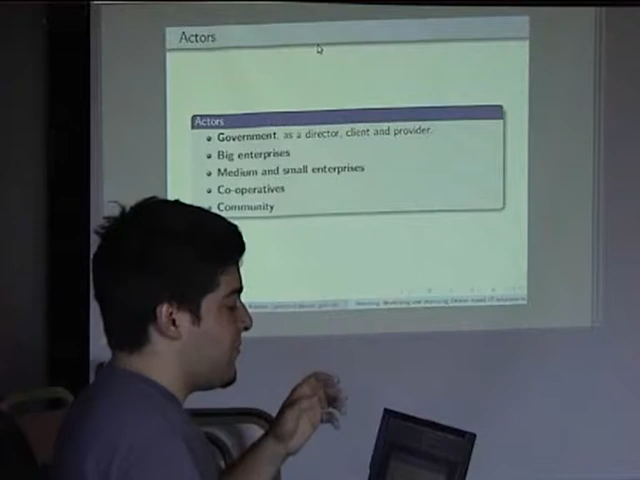 Actors
Actors
Government, as a director, client and provider.
Big enterprises
Medium and small enterprises
Co-operatives
Community